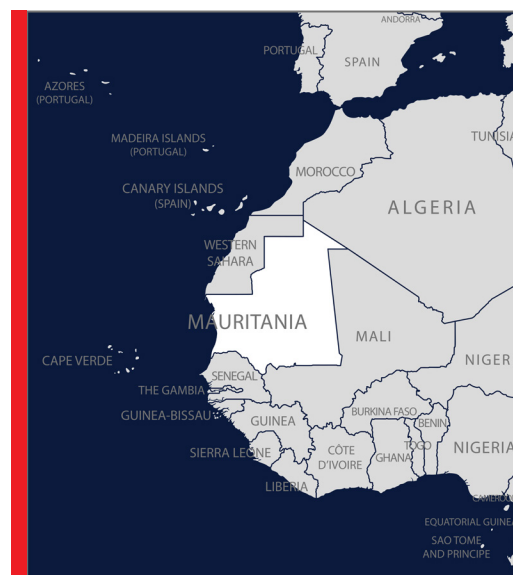 ANDORRA
PORTUGAL
SPAIN
AZORES
(PORTUGAL)
TUNISIA
MADEIRA ISLANDS
(PORTUGAL)
MOROCCO
CANARY ISLANDS
(SPAIN)
ALGERIA
WESTERN
SAHARA
MAURITANIA
MALI
CAPE VERDE
NIGER
SENEGAL
THE GAMBIA
BURKINA FASO
GUINEA-BISSAU
GUINEA
BENIN
TOGO
NIGERIA
SIERRA LEONE
CÔTE
D'IVOIRE
GHANA
LIBERIA
CAMEROON
EQUATORIAL GUINEA
SAO TOME
AND PRINCIPE